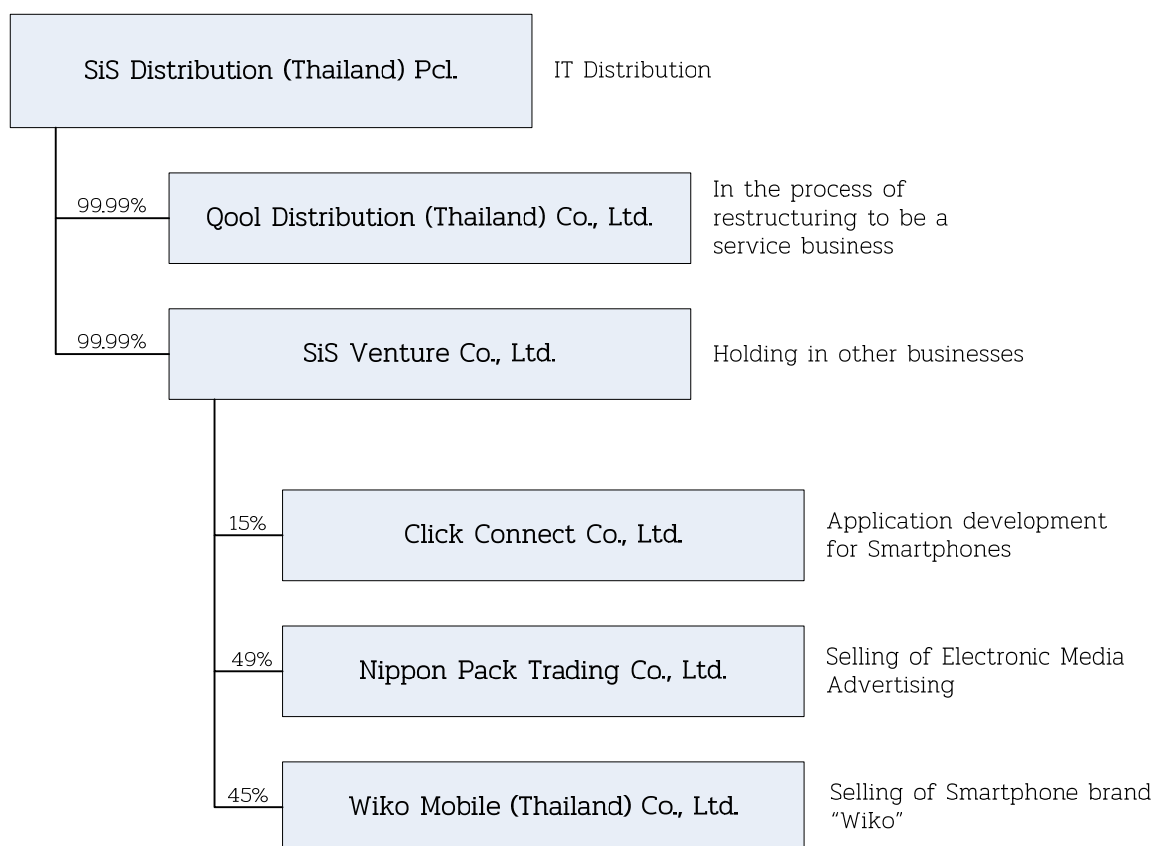 SiS Distribution (Thailand) Pcl.
IT Distribution
99.99%
Qool Distribution (Thailand) Co., Ltd.
In the process of
restructuring to be a
service business
99.99%
SiS Venture Co., Ltd.
Holding in other businesses
15%
Click Connect Co., Ltd.
Application development
for Smartphones
49%
Nippon Pack Trading Co., Ltd.
Selling of Electronic Media
Advertising
45%
Wiko Mobile (Thailand) Co., Ltd.
Selling of Smartphone brand
“Wiko”